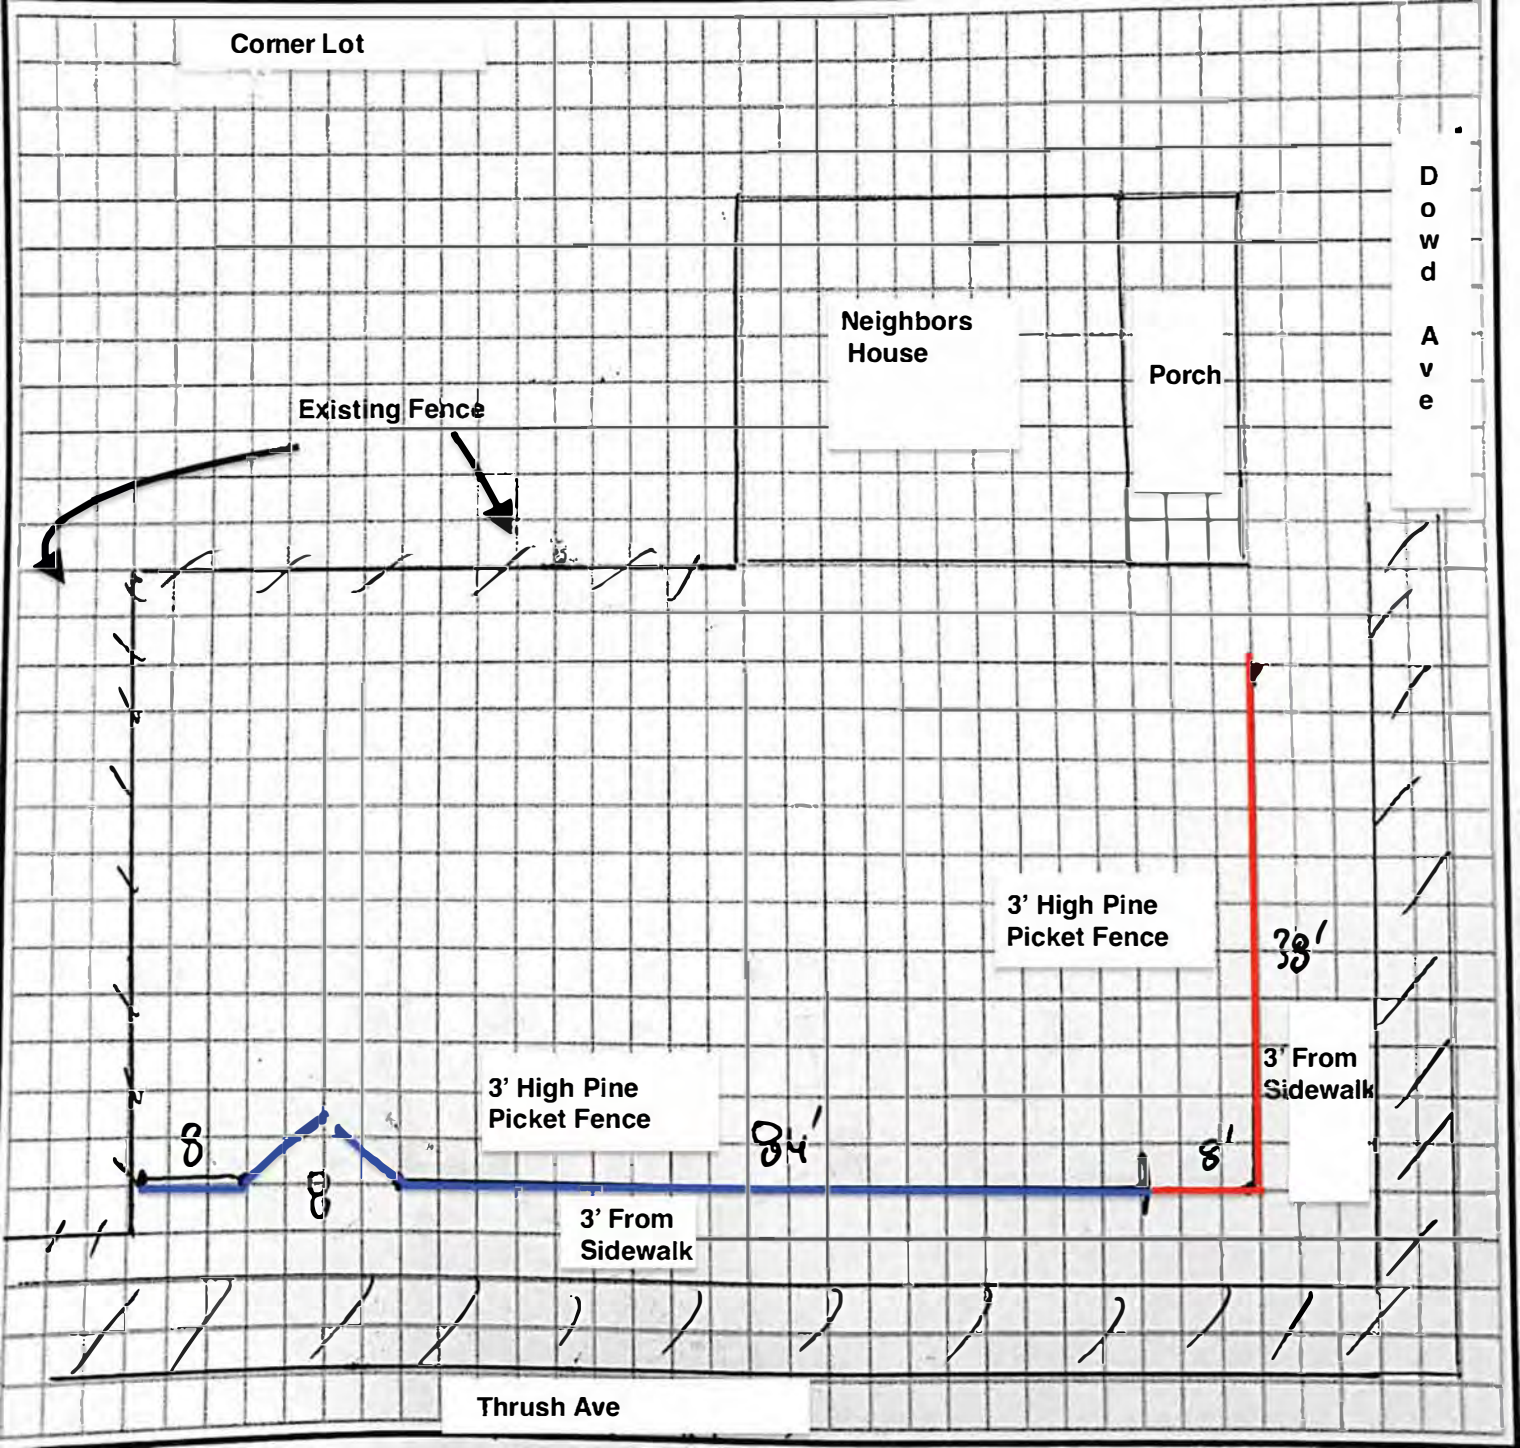 Corner Lot
D
o
w
d
A
v
e
Neighbors
House
Porch
Existing Fence
3’ High Pine
Picket Fence
38'
3’ From
Sidewalk
3’ High Pine
Picket Fence
8
84'
8'
8
3’ From
Sidewalk
Thrush Ave